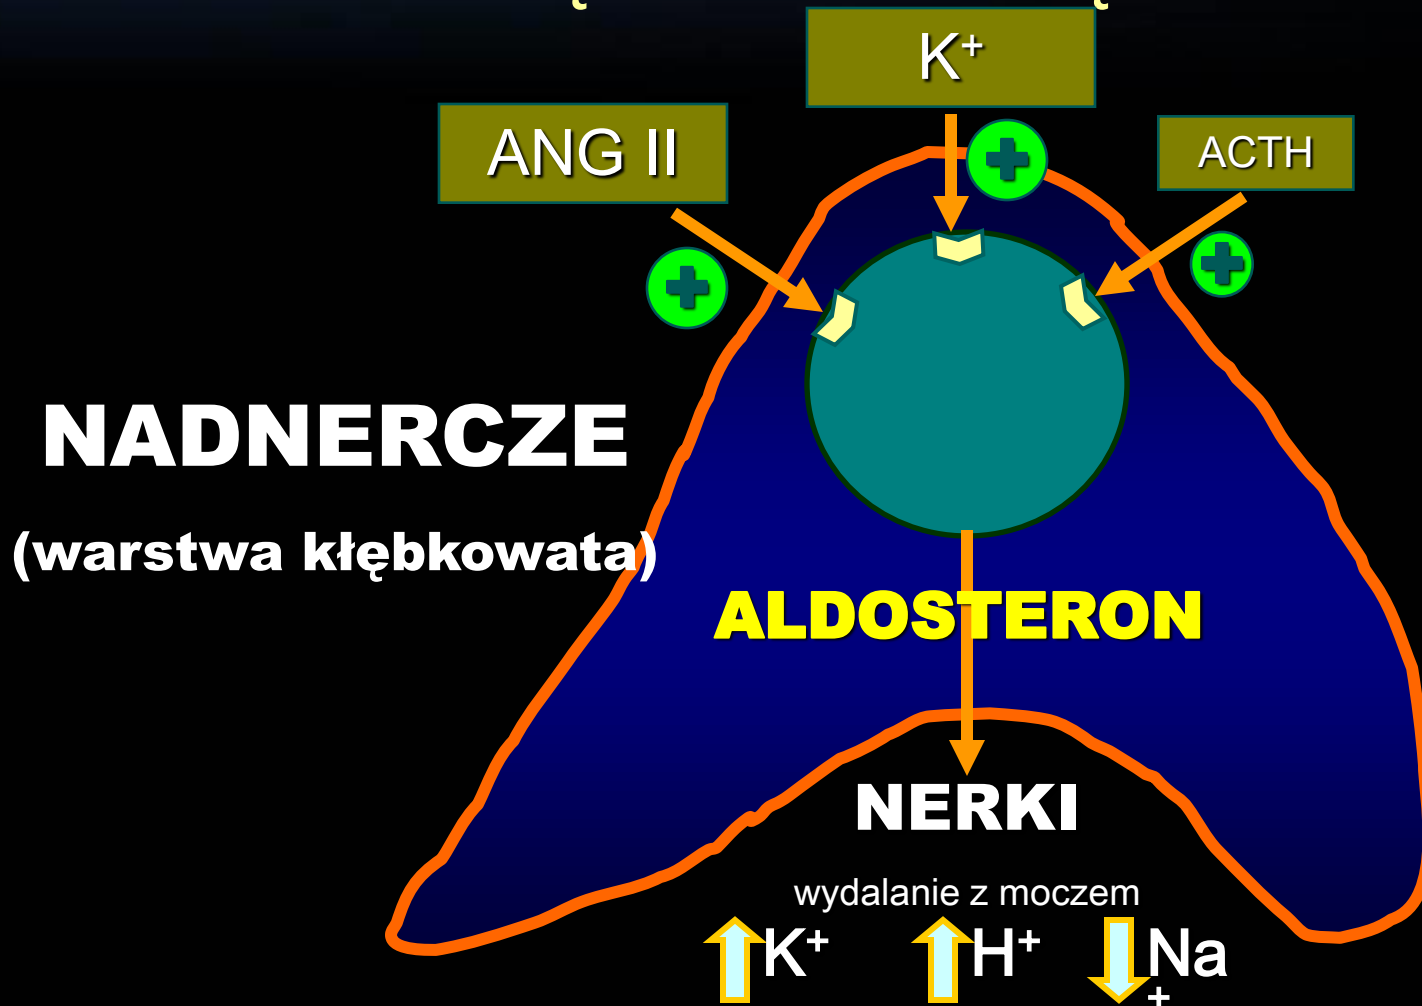 K⁺
ANG II
ACTH
NADNERCZE
(warstwa kłębkowata)
ALDOSTERON
NERKI
wydalanie z moczem
K⁺ H⁺ Na⁺